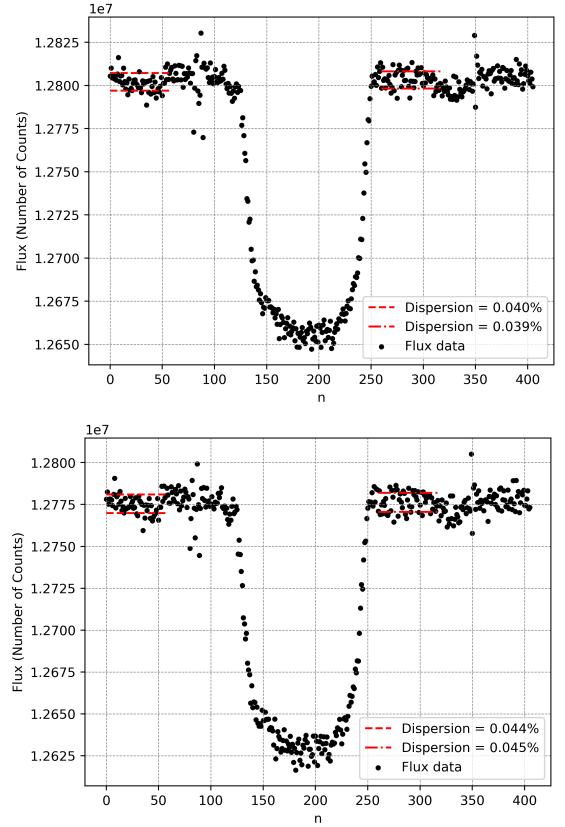 1e7
1.2825
1.2800
1.2775
1.2750
1.2725
1.2700
1.2675
1.2650
Flux (Number of Counts)
Dispersion = 0.040%
Dispersion = 0.039%
Flux data
0 50 100 150 200 250 300 350 400
n
1e7
1.2800
1.2775
1.2750
1.2725
1.2700
1.2675
1.2650
1.2625
Flux (Number of Counts)
Dispersion = 0.044%
Dispersion = 0.045%
Flux data
0 50 100 150 200 250 300 350 400
n